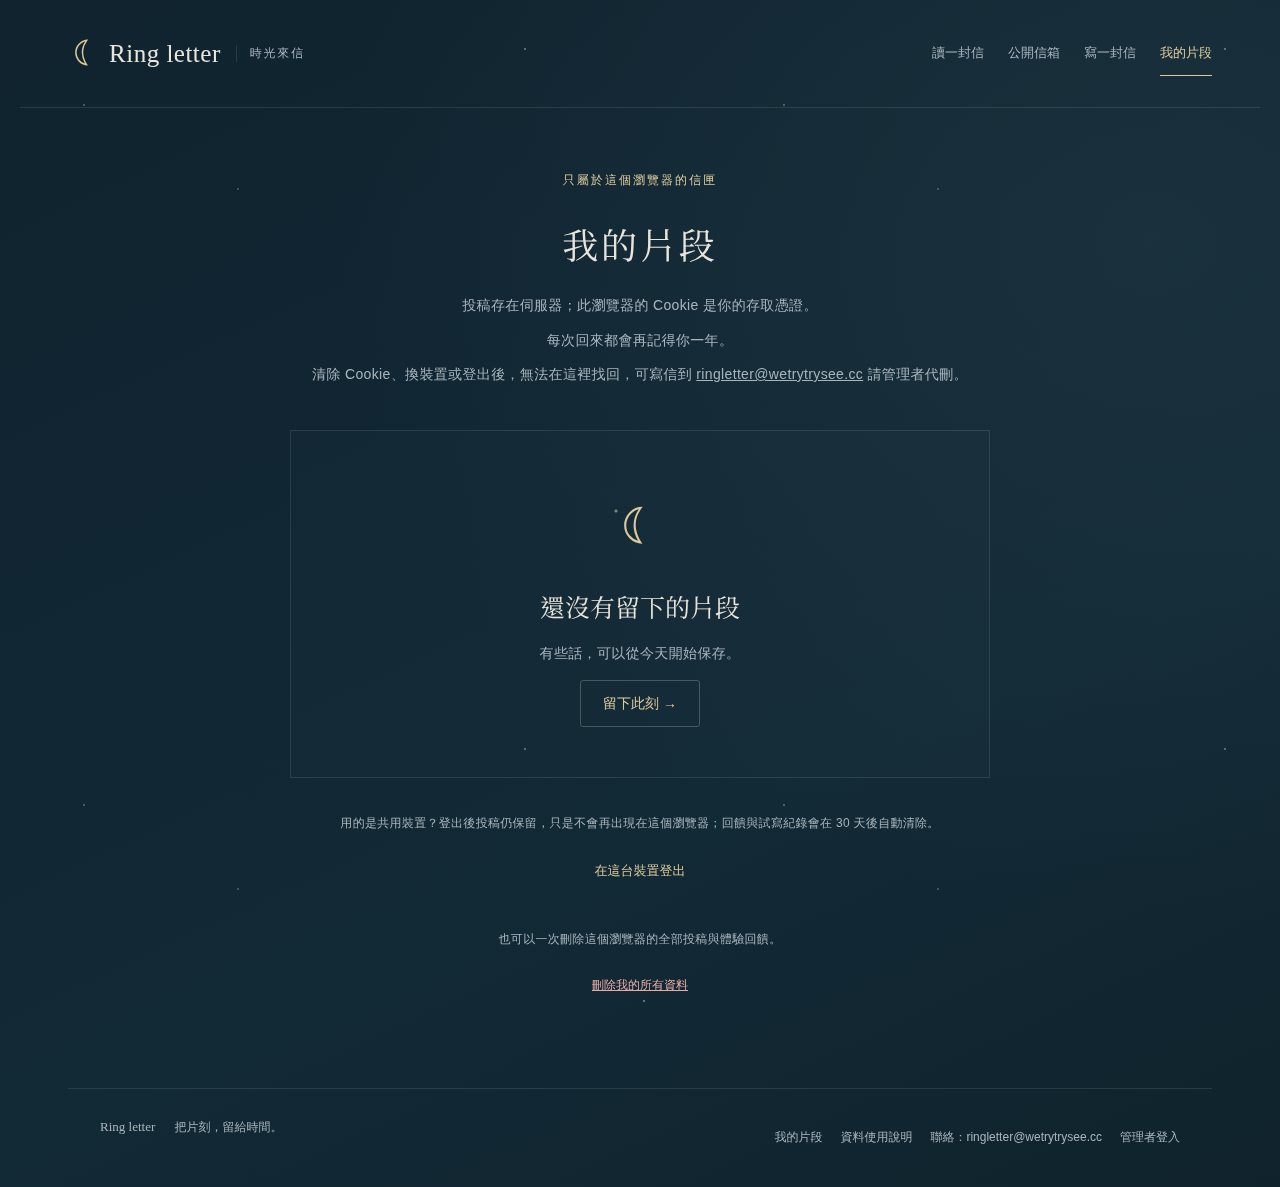 Ring letter 時光來信 讀一封信 公開信箱 寫一封信 我的片段
只屬於這個瀏覽器的信匣
我的片段
投稿存在伺服器；此瀏覽器的 Cookie 是你的存取憑證。
每次回來都會再記得你一年。
清除 Cookie、換裝置或登出後，無法在這裡找回，可寫信到 ringletter@wetrytrysee.cc 請管理者代刪。
還沒有留下的片段
有些話，可以從今天開始保存。
留下此刻 →
用的是共用裝置？登出後投稿仍保留，只是不會再出現在這個瀏覽器；回饋與試寫紀錄會在 30 天後自動清除。
在這台裝置登出
也可以一次刪除這個瀏覽器的全部投稿與體驗回饋。
刪除我的所有資料
Ring letter 把片刻，留給時間。
我的片段 資料使用說明 聯絡：ringletter@wetrytrysee.cc 管理者登入